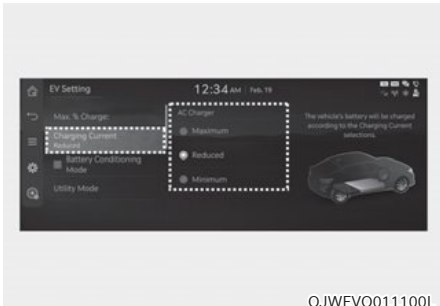 EV Setting
12:34 AM Feb. 19
Max. % Charge:
Charging Current
Reduced
Battery Conditioning
Mode
Utility Mode
AC Charger
Maximum
Reduced
Minimum
The vehicle's battery will be charged
according to the Charging Current
selections.
OJWEVQ011100L